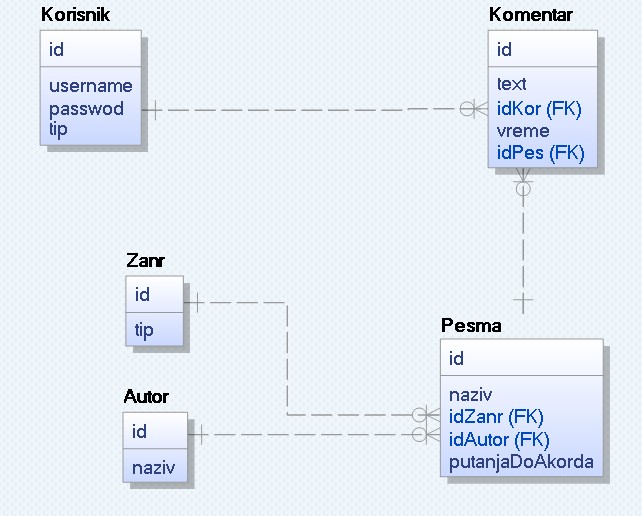 Korisnik
id
username
passwod
tip
Komentar
id
text
idKor (FK)
vreme
idPes (FK)
Zanr
id
tip
Autor
id
naziv
Pesma
id
naziv
idZanr (FK)
idAutor (FK)
putanjaDoAkorda